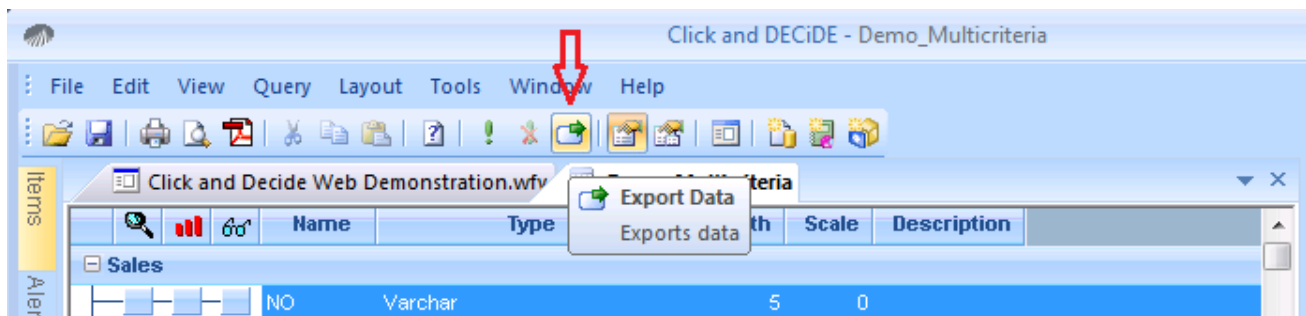 Click and DECiDE - Demo_Multicriteria
File Edit View Query Layout Tools Window Help
Items
Click and Decide Web Demonstration.wfv
Export Data
Exports data
Name Type Scale Description
Sales
NO Varchar 5 0